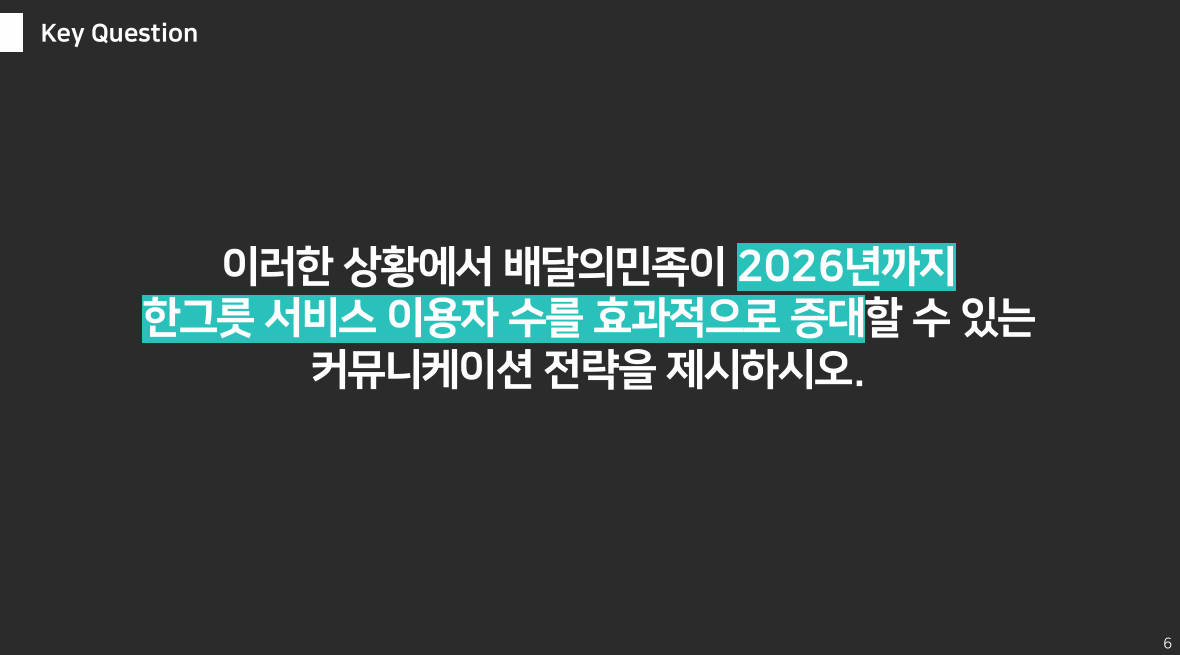 Key Question
이러한 상황에서 배달의민족이 2026년까지
한그릇 서비스 이용자 수를 효과적으로 증대할 수 있는
커뮤니케이션 전략을 제시하시오.
6